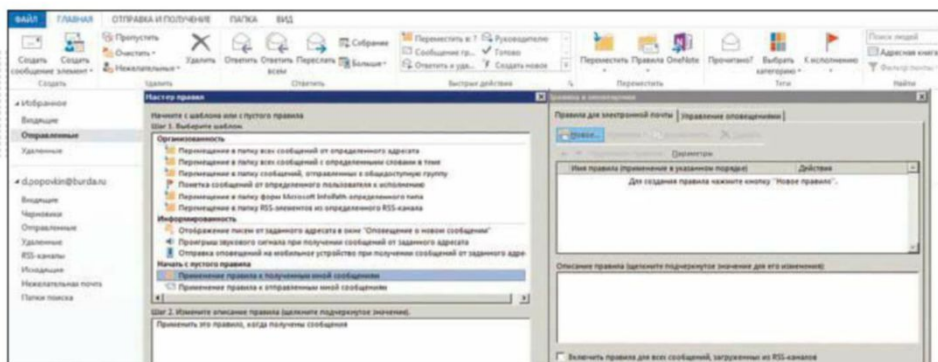 ФАЙЛ ГЛАВНАЯ ОТПРАВКА И ПОЛУЧЕНИЕ ПАПКА ВИД
Создать сообщение
Создать элемент
Пропустить
Очистить
Нежелательные
Удалить
Ответить
Ответить всем
Переслать
Собрание
Больше
Переместить в: ?
Сообщение гр...
Ответить и уда...
Руководителю
Готово
Создать новое
Переместить
Правила
OneNote
Прочитано?
Выбрать категорию
К исполнению
Поиск людей
Адресная книга
Фильтр почты
Создать Удалить Ответить Быстрые действия Переместить Теги Найти
Избранное
Входящие
Отправленные
Удаленные
d.popovkin@burda.ru
Входящие
Черновики
Отправленные
Удаленные
RSS-каналы
Исходящие
Нежелательная почта
Папки поиска
Мастер правил
Начните с шаблона или с пустого правила
Шаг 1. Выберите шаблон
Организованность
Перемещение в папку всех сообщений от определенного адресата
Перемещение в папку всех сообщений с определенными словами в теме
Перемещение в папку сообщений, отправленных в общедоступную группу
Пометка сообщений от определенного пользователя к исполнению
Перемещение в папку форм Microsoft InfoPath определенного типа
Перемещение в папку RSS-элементов из определенного RSS-канала
Информированность
Отображение писем от заданного адресата в окне "Оповещение о новом сообщении"
Проигрыш звукового сигнала при получении сообщений от заданного адресата
Отправка оповещений на мобильное устройство при получении сообщений от заданного адре
Начать с пустого правила
Применение правила к полученным мной сообщениям
Применение правила к отправленным мной сообщениям
Шаг 2. Измените описание правила (щелкните подчеркнутое значение).
Применить это правило, когда получены сообщения
Правила и оповещения
Правила для электронной почты Управление оповещениями
Новое...
Параметры
Имя правила (применение в указанном порядке) Действия
Для создания правила нажмите кнопку "Новое правило".
Описание правила (щелкните подчеркнутое значение для его изменения)
Включить правила для всех сообщений, загруженных из RSS-каналов